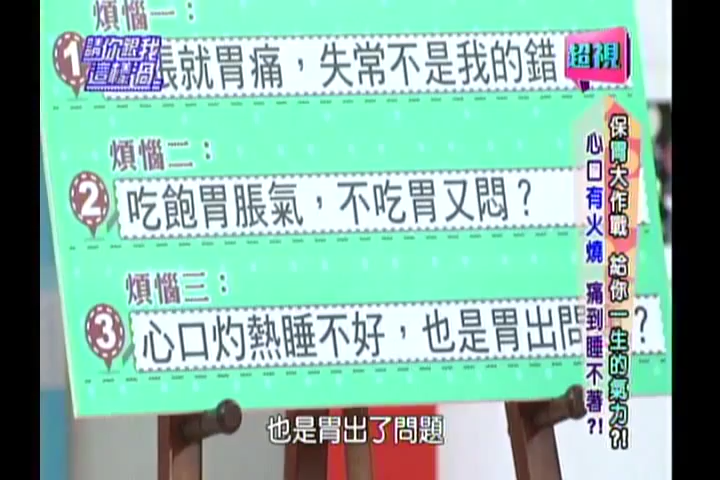 煩惱一：
1
張就胃痛，失常不是我的錯
請你跟我
這樣過
超視
煩惱二：
2
吃飽胃脹氣，不吃胃又悶？
煩惱三：
3
心口灼熱睡不好，也是胃出問？
保胃大作戰 給你一生的氣力?!
心口有火燒 痛到睡不著?!
也是胃出了問題